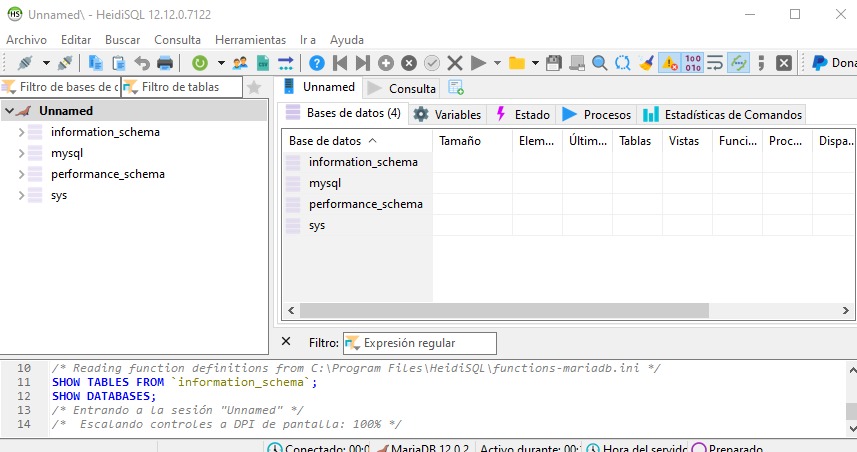 Unnamed\ - HeidiSQL 12.12.0.7122
Archivo Editar Buscar Consulta Herramientas Ir a Ayuda
Dona
Filtro de bases de d Filtro de tablas
Unnamed
information_schema
mysql
performance_schema
sys
Unnamed Consulta
Bases de datos (4) Variables Estado Procesos Estadísticas de Comandos
Base de datos Tamaño Elem... Últim... Tablas Vistas Funci... Proc... Dispa...
information_schema
mysql
performance_schema
sys
Filtro: Expresión regular
10 /* Reading function definitions from C:\Program Files\HeidiSQL\functions-mariadb.ini */
11 SHOW TABLES FROM `information_schema`;
12 SHOW DATABASES;
13 /* Entrando a la sesión "Unnamed" */
14 /* Escalando controles a DPI de pantalla: 100% */
Conectado: 00:0 MariaDB 12.0.2 Activo durante: 00: Hora del servido Preparado